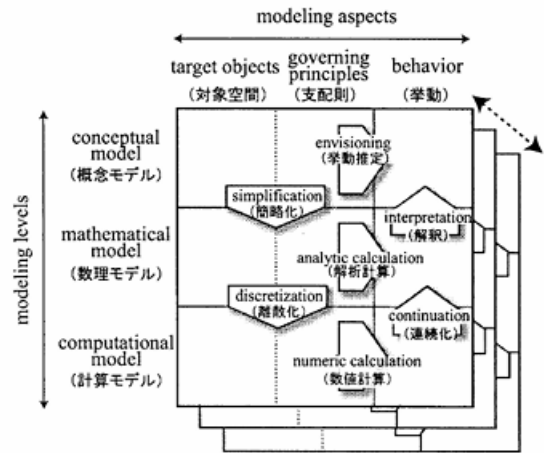 modeling aspects
target objects
(対象空間)
governing
principles
(支配則)
behavior
(挙動)
modeling levels
conceptual
model
(概念モデル)
envisioning
(挙動推定)
simplification
(簡略化)
interpretation
(解釈)
mathematical
model
(数理モデル)
analytic calculation
(解析計算)
discretization
(離散化)
continuation
(連続化)
computational
model
(計算モデル)
numeric calculation
(数値計算)